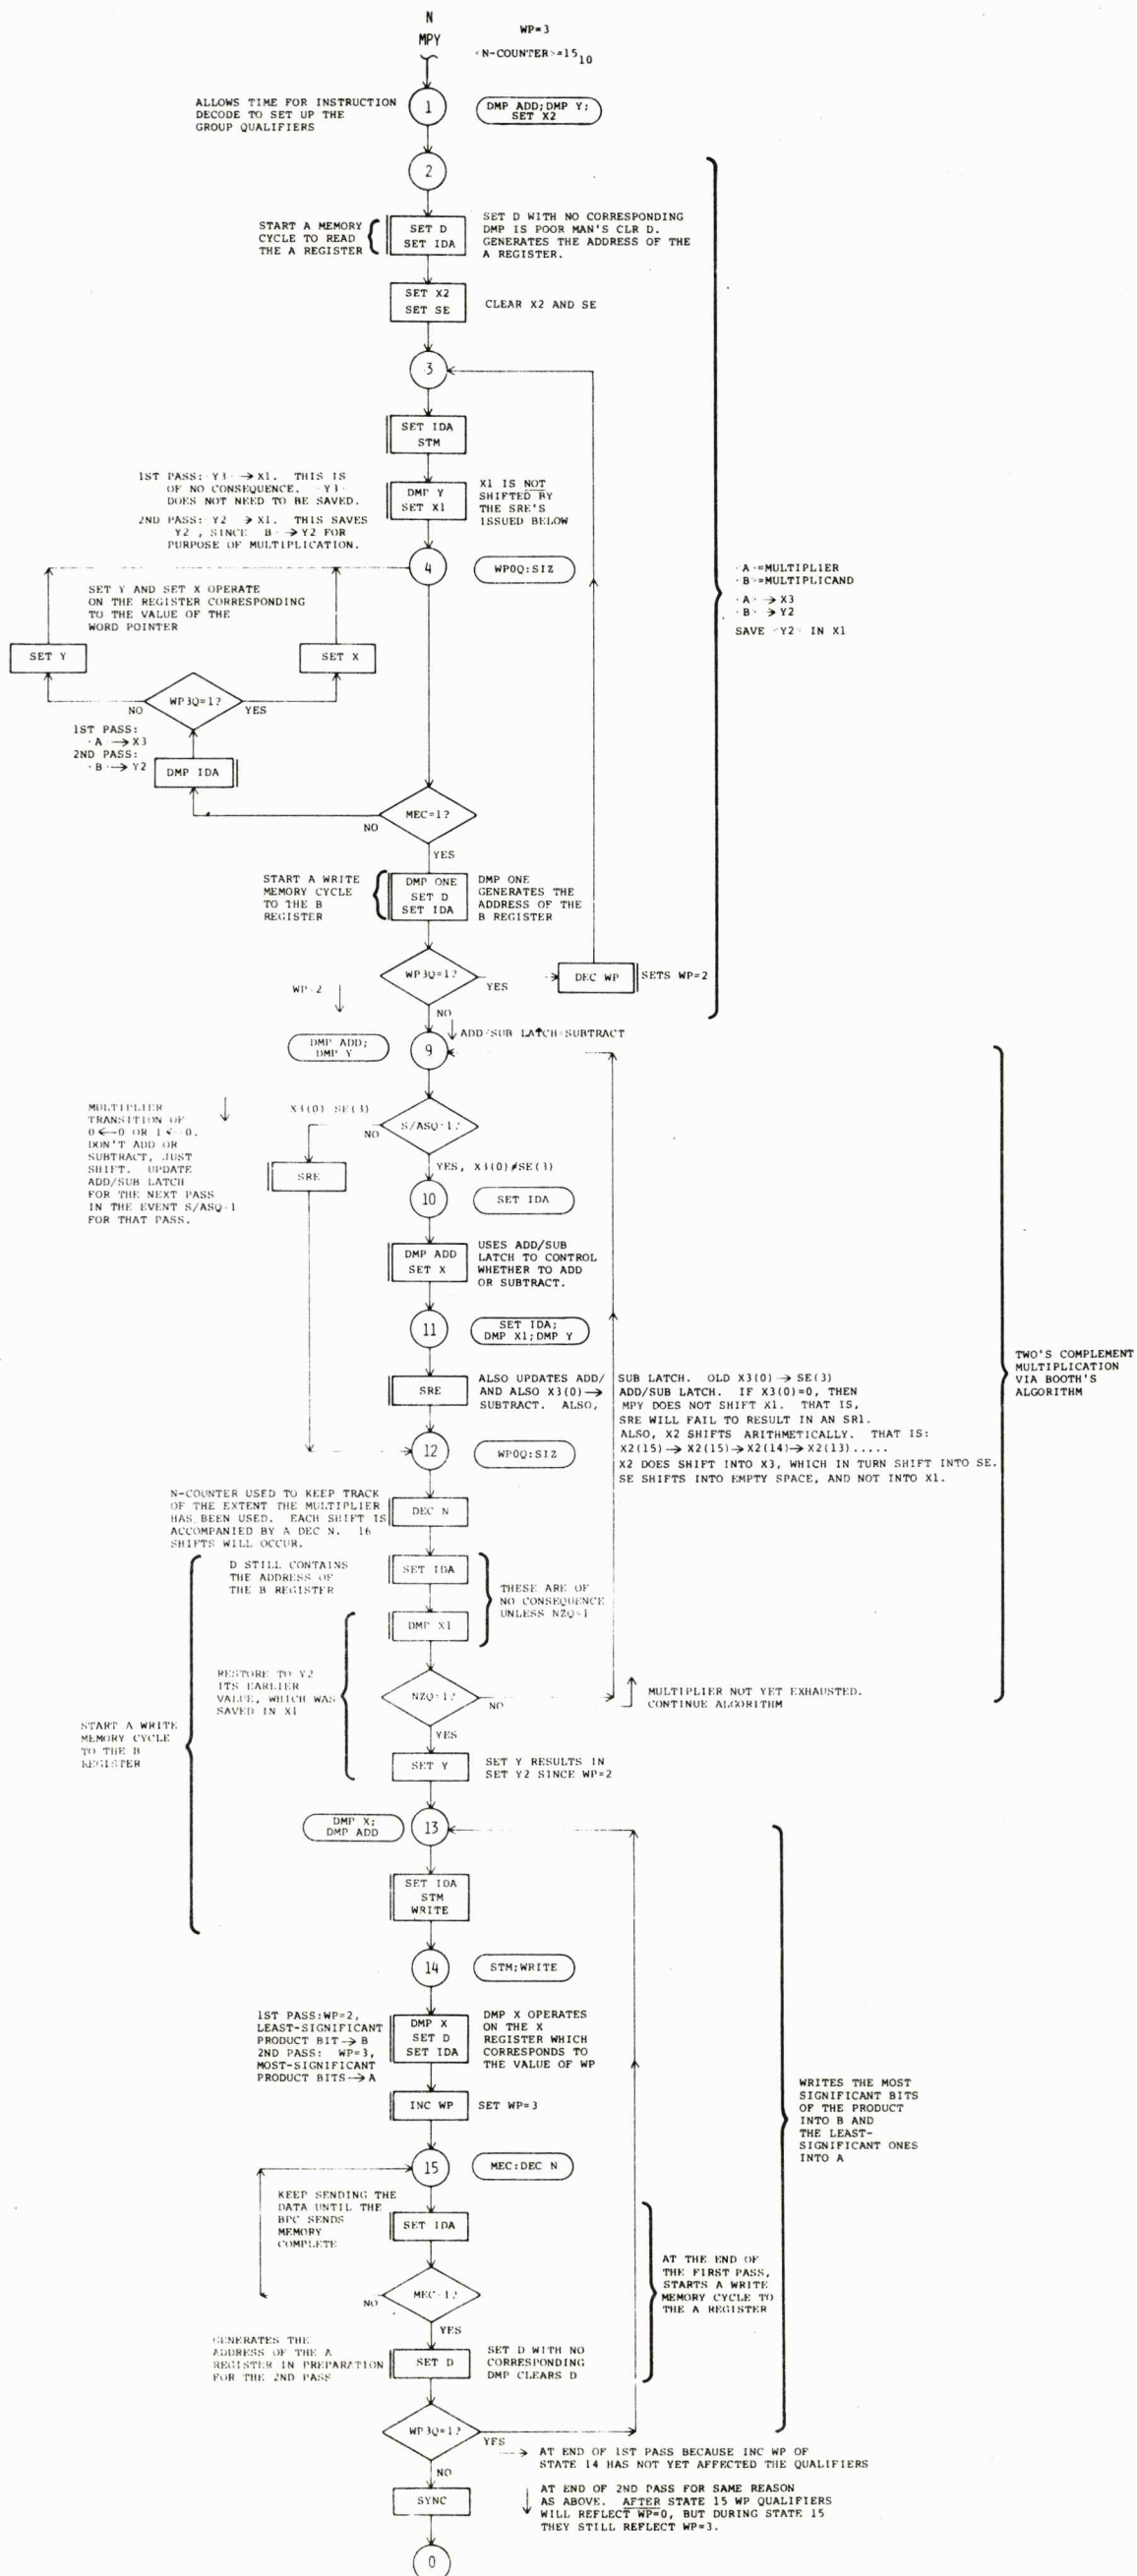 N
MPY
WP=3
<N-COUNTER>=15₁₀
ALLOWS TIME FOR INSTRUCTION
DECODE TO SET UP THE
GROUP QUALIFIERS
1
DMP ADD;DMP Y;
SET X2
2
START A MEMORY
CYCLE TO READ
THE A REGISTER
SET D
SET IDA
SET D WITH NO CORRESPONDING
DMP IS POOR MAN'S CLR D.
GENERATES THE ADDRESS OF THE
A REGISTER.
SET X2
SET SE
CLEAR X2 AND SE
3
SET IDA
STM
1ST PASS: Y3 → X1. THIS IS
OF NO CONSEQUENCE. Y3
DOES NOT NEED TO BE SAVED.
2ND PASS: Y2 → X1. THIS SAVES
Y2 , SINCE B → Y2 FOR
PURPOSE OF MULTIPLICATION.
DMP Y
SET X1
X1 IS NOT
SHIFTED BY
THE SRE'S
ISSUED BELOW
4
WP0Q:SIZ
SET Y AND SET X OPERATE
ON THE REGISTER CORRESPONDING
TO THE VALUE OF THE
WORD POINTER
SET Y
SET X
WP3Q=1?
NO
YES
1ST PASS:
A → X3
2ND PASS:
B → Y2
DMP IDA
MEC=1?
NO
YES
A =MULTIPLIER
B =MULTIPLICAND
A → X3
B → Y2
SAVE Y2 IN X1
START A WRITE
MEMORY CYCLE
TO THE B
REGISTER
DMP ONE
SET D
SET IDA
DMP ONE
GENERATES THE
ADDRESS OF THE
B REGISTER
WP3Q=1?
YES
DEC WP
SETS WP=2
WP-2 ↓
NO
↓ ADD/SUB LATCH=SUBTRACT
DMP ADD;
DMP Y
9
MULTIPLIER
TRANSITION OF
0←0 OR 1←0.
DON'T ADD OR
SUBTRACT, JUST
SHIFT. UPDATE
ADD/SUB LATCH
FOR THE NEXT PASS
IN THE EVENT S/ASQ-1
FOR THAT PASS.
X3(0) SE(3)
NO
S/ASQ-1?
YES, X3(0)≠SE(3)
SRE
10
SET IDA
DMP ADD
SET X
USES ADD/SUB
LATCH TO CONTROL
WHETHER TO ADD
OR SUBTRACT.
11
SET IDA;
DMP X1;DMP Y
SRE
ALSO UPDATES ADD/ SUB LATCH. OLD X3(0) → SE(3)
AND ALSO X3(0)→ ADD/SUB LATCH. IF X3(0)=0, THEN
SUBTRACT. ALSO, MPY DOES NOT SHIFT X1. THAT IS,
SRE WILL FAIL TO RESULT IN AN SR1.
ALSO, X2 SHIFTS ARITHMETICALLY. THAT IS:
X2(15)→ X2(15)→ X2(14)→ X2(13).....
X2 DOES SHIFT INTO X3, WHICH IN TURN SHIFT INTO SE.
SE SHIFTS INTO EMPTY SPACE, AND NOT INTO X1.
TWO'S COMPLEMENT
MULTIPLICATION
VIA BOOTH'S
ALGORITHM
12
WP0Q:SIZ
N-COUNTER USED TO KEEP TRACK
OF THE EXTENT THE MULTIPLIER
HAS BEEN USED. EACH SHIFT IS
ACCOMPANIED BY A DEC N. 16
SHIFTS WILL OCCUR.
DEC N
D STILL CONTAINS
THE ADDRESS OF
THE B REGISTER
SET IDA
DMP X1
THESE ARE OF
NO CONSEQUENCE
UNLESS NZQ=1
RESTORE TO Y2
ITS EARLIER
VALUE, WHICH WAS
SAVED IN X1
NZQ=1?
NO
MULTIPLIER NOT YET EXHAUSTED.
CONTINUE ALGORITHM
YES
START A WRITE
MEMORY CYCLE
TO THE B
REGISTER
SET Y
SET Y RESULTS IN
SET Y2 SINCE WP=2
DMP X;
DMP ADD
13
SET IDA
STM
WRITE
14
STM;WRITE
1ST PASS:WP=2,
LEAST-SIGNIFICANT
PRODUCT BIT→B
2ND PASS: WP=3,
MOST-SIGNIFICANT
PRODUCT BITS→A
DMP X
SET D
SET IDA
DMP X OPERATES
ON THE X
REGISTER WHICH
CORRESPONDS TO
THE VALUE OF WP
INC WP
SET WP=3
WRITES THE MOST
SIGNIFICANT BITS
OF THE PRODUCT
INTO B AND
THE LEAST-
SIGNIFICANT ONES
INTO A
15
MEC:DEC N
KEEP SENDING THE
DATA UNTIL THE
BPC SENDS
MEMORY
COMPLETE
SET IDA
MEC-1?
NO
YES
AT THE END OF
THE FIRST PASS,
STARTS A WRITE
MEMORY CYCLE TO
THE A REGISTER
GENERATES THE
ADDRESS OF THE A
REGISTER IN PREPARATION
FOR THE 2ND PASS
SET D
SET D WITH NO
CORRESPONDING
DMP CLEARS D
WP3Q=1?
YES
→ AT END OF 1ST PASS BECAUSE INC WP OF
STATE 14 HAS NOT YET AFFECTED THE QUALIFIERS
NO
SYNC
↓ AT END OF 2ND PASS FOR SAME REASON
AS ABOVE. AFTER STATE 15 WP QUALIFIERS
WILL REFLECT WP=0, BUT DURING STATE 15
THEY STILL REFLECT WP=3.
0